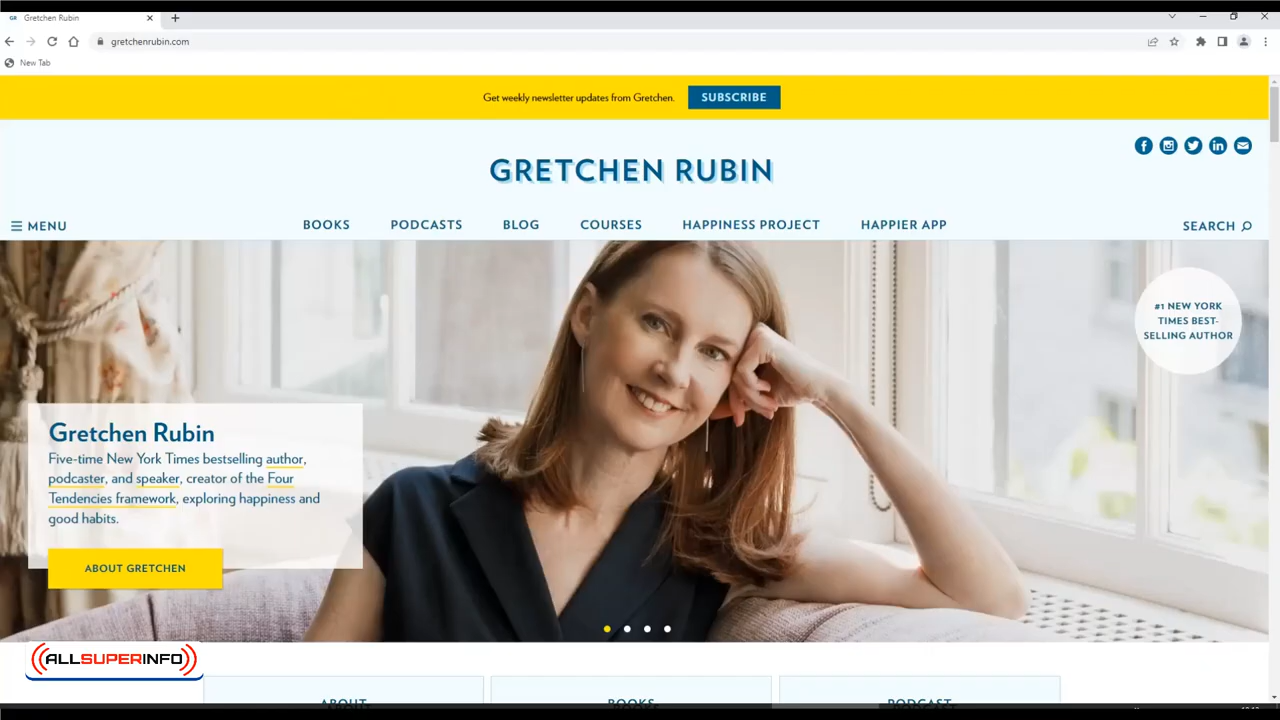 Gretchen Rubin
gretchenrubin.com
New Tab
Get weekly newsletter updates from Gretchen.
SUBSCRIBE
GRETCHEN RUBIN
MENU
BOOKS
PODCASTS
BLOG
COURSES
HAPPINESS PROJECT
HAPPIER APP
SEARCH
#1 NEW YORK
TIMES BEST-
SELLING AUTHOR
Gretchen Rubin
Five-time New York Times bestselling author,
podcaster, and speaker, creator of the Four
Tendencies framework, exploring happiness and
good habits.
ABOUT GRETCHEN
ALLSUPERINFO
ABOUT
BOOKS
PODCAST